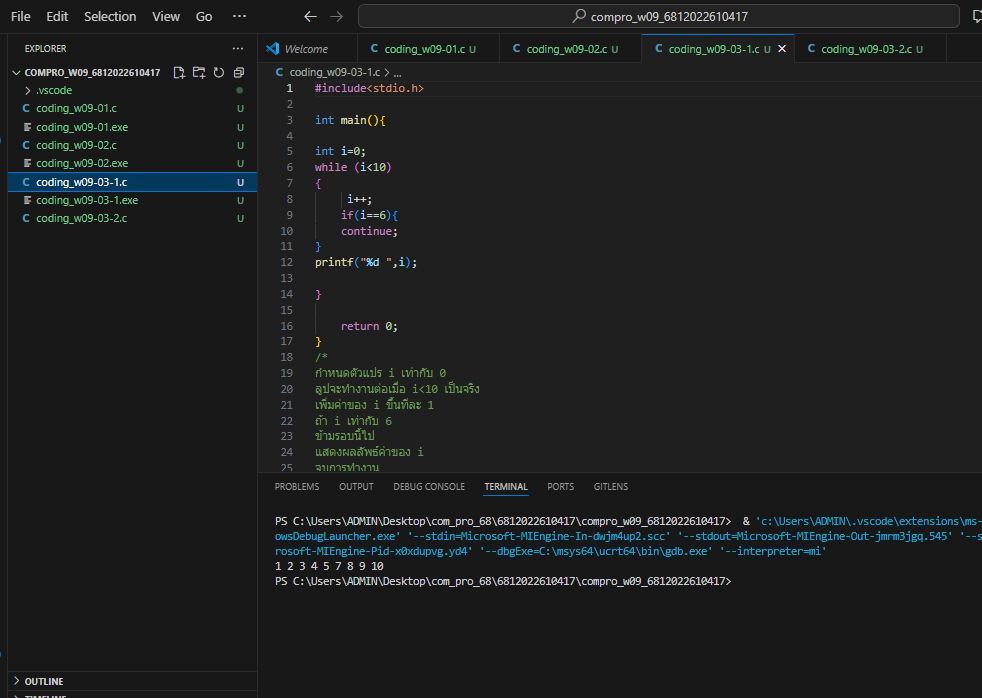 File Edit Selection View Go ··· compro_w09_6812022610417
EXPLORER ···
Welcome
C coding_w09-01.c U
C coding_w09-02.c U
C coding_w09-03-1.c U
C coding_w09-03-2.c U
COMPRO_W09_6812022610417
.vscode
C coding_w09-01.c U
coding_w09-01.exe U
C coding_w09-02.c U
coding_w09-02.exe U
C coding_w09-03-1.c U
coding_w09-03-1.exe U
C coding_w09-03-2.c U
OUTLINE
C coding_w09-03-1.c > ...
1 #include<stdio.h>
2
3 int main(){
4
5 int i=0;
6 while (i<10)
7 {
8 i++;
9 if(i==6){
10 continue;
11 }
12 printf("%d ",i);
13
14 }
15
16 return 0;
17 }
18 /*
19 กำหนดตัวแปร i เท่ากับ 0
20 ลูปจะทำงานต่อเมื่อ i<10 เป็นจริง
21 เพิ่มค่าของ i ขึ้นทีละ 1
22 ถ้า i เท่ากับ 6
23 ข้ามรอบนี้ไป
24 แสดงผลลัพธ์ค่าของ i
25 จบการทำงาน
PROBLEMS OUTPUT DEBUG CONSOLE TERMINAL PORTS GITLENS
PS C:\Users\ADMIN\Desktop\com_pro_68\6812022610417\compro_w09_6812022610417> & 'c:\Users\ADMIN\.vscode\extensions\ms-
owsDebugLauncher.exe' '--stdin=Microsoft-MIEngine-In-dwjm4up2.scc' '--stdout=Microsoft-MIEngine-Out-jmrm3jgq.545' '--s
rosoft-MIEngine-Pid-x0xdupvg.yd4' '--dbgExe=C:\msys64\ucrt64\bin\gdb.exe' '--interpreter=mi'
1 2 3 4 5 7 8 9 10
PS C:\Users\ADMIN\Desktop\com_pro_68\6812022610417\compro_w09_6812022610417>